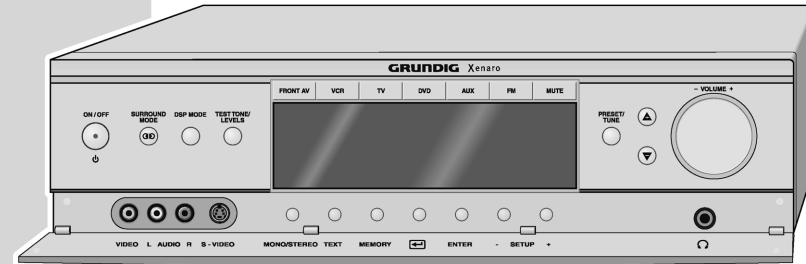 GRUNDIG Xenaro
FRONT AV VCR TV DVD AUX FM MUTE
- VOLUME +
ON / OFF
SURROUND
MODE
DSP MODE
TEST TONE/
LEVELS
PRESET/
TUNE
VIDEO L AUDIO R S - VIDEO
MONO/STEREO TEXT MEMORY ENTER - SETUP +